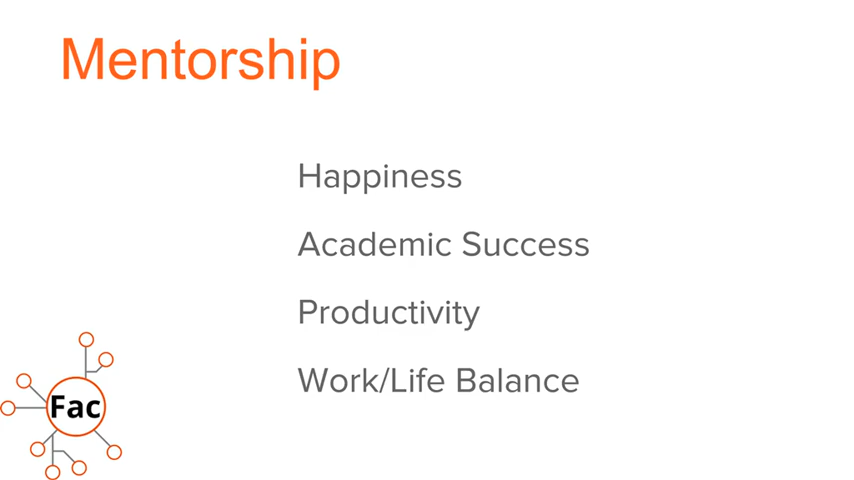 Mentorship
Happiness
Academic Success
Productivity
Work/Life Balance
Fac